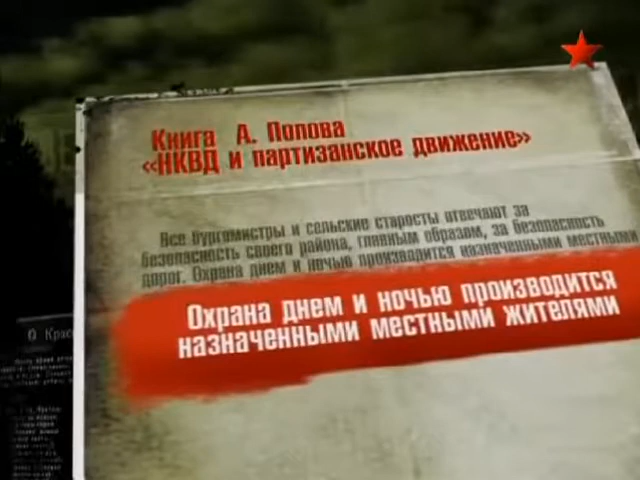 Книга А. Попова
«НКВД и партизанское движение»
Все бургомистры и сельские старосты отвечают за
безопасность своего района, главным образом, за безопасность
дорог. Охрана днем и ночью производится назначенными местными
Охрана днем и ночью производится
назначенными местными жителями
О Крас